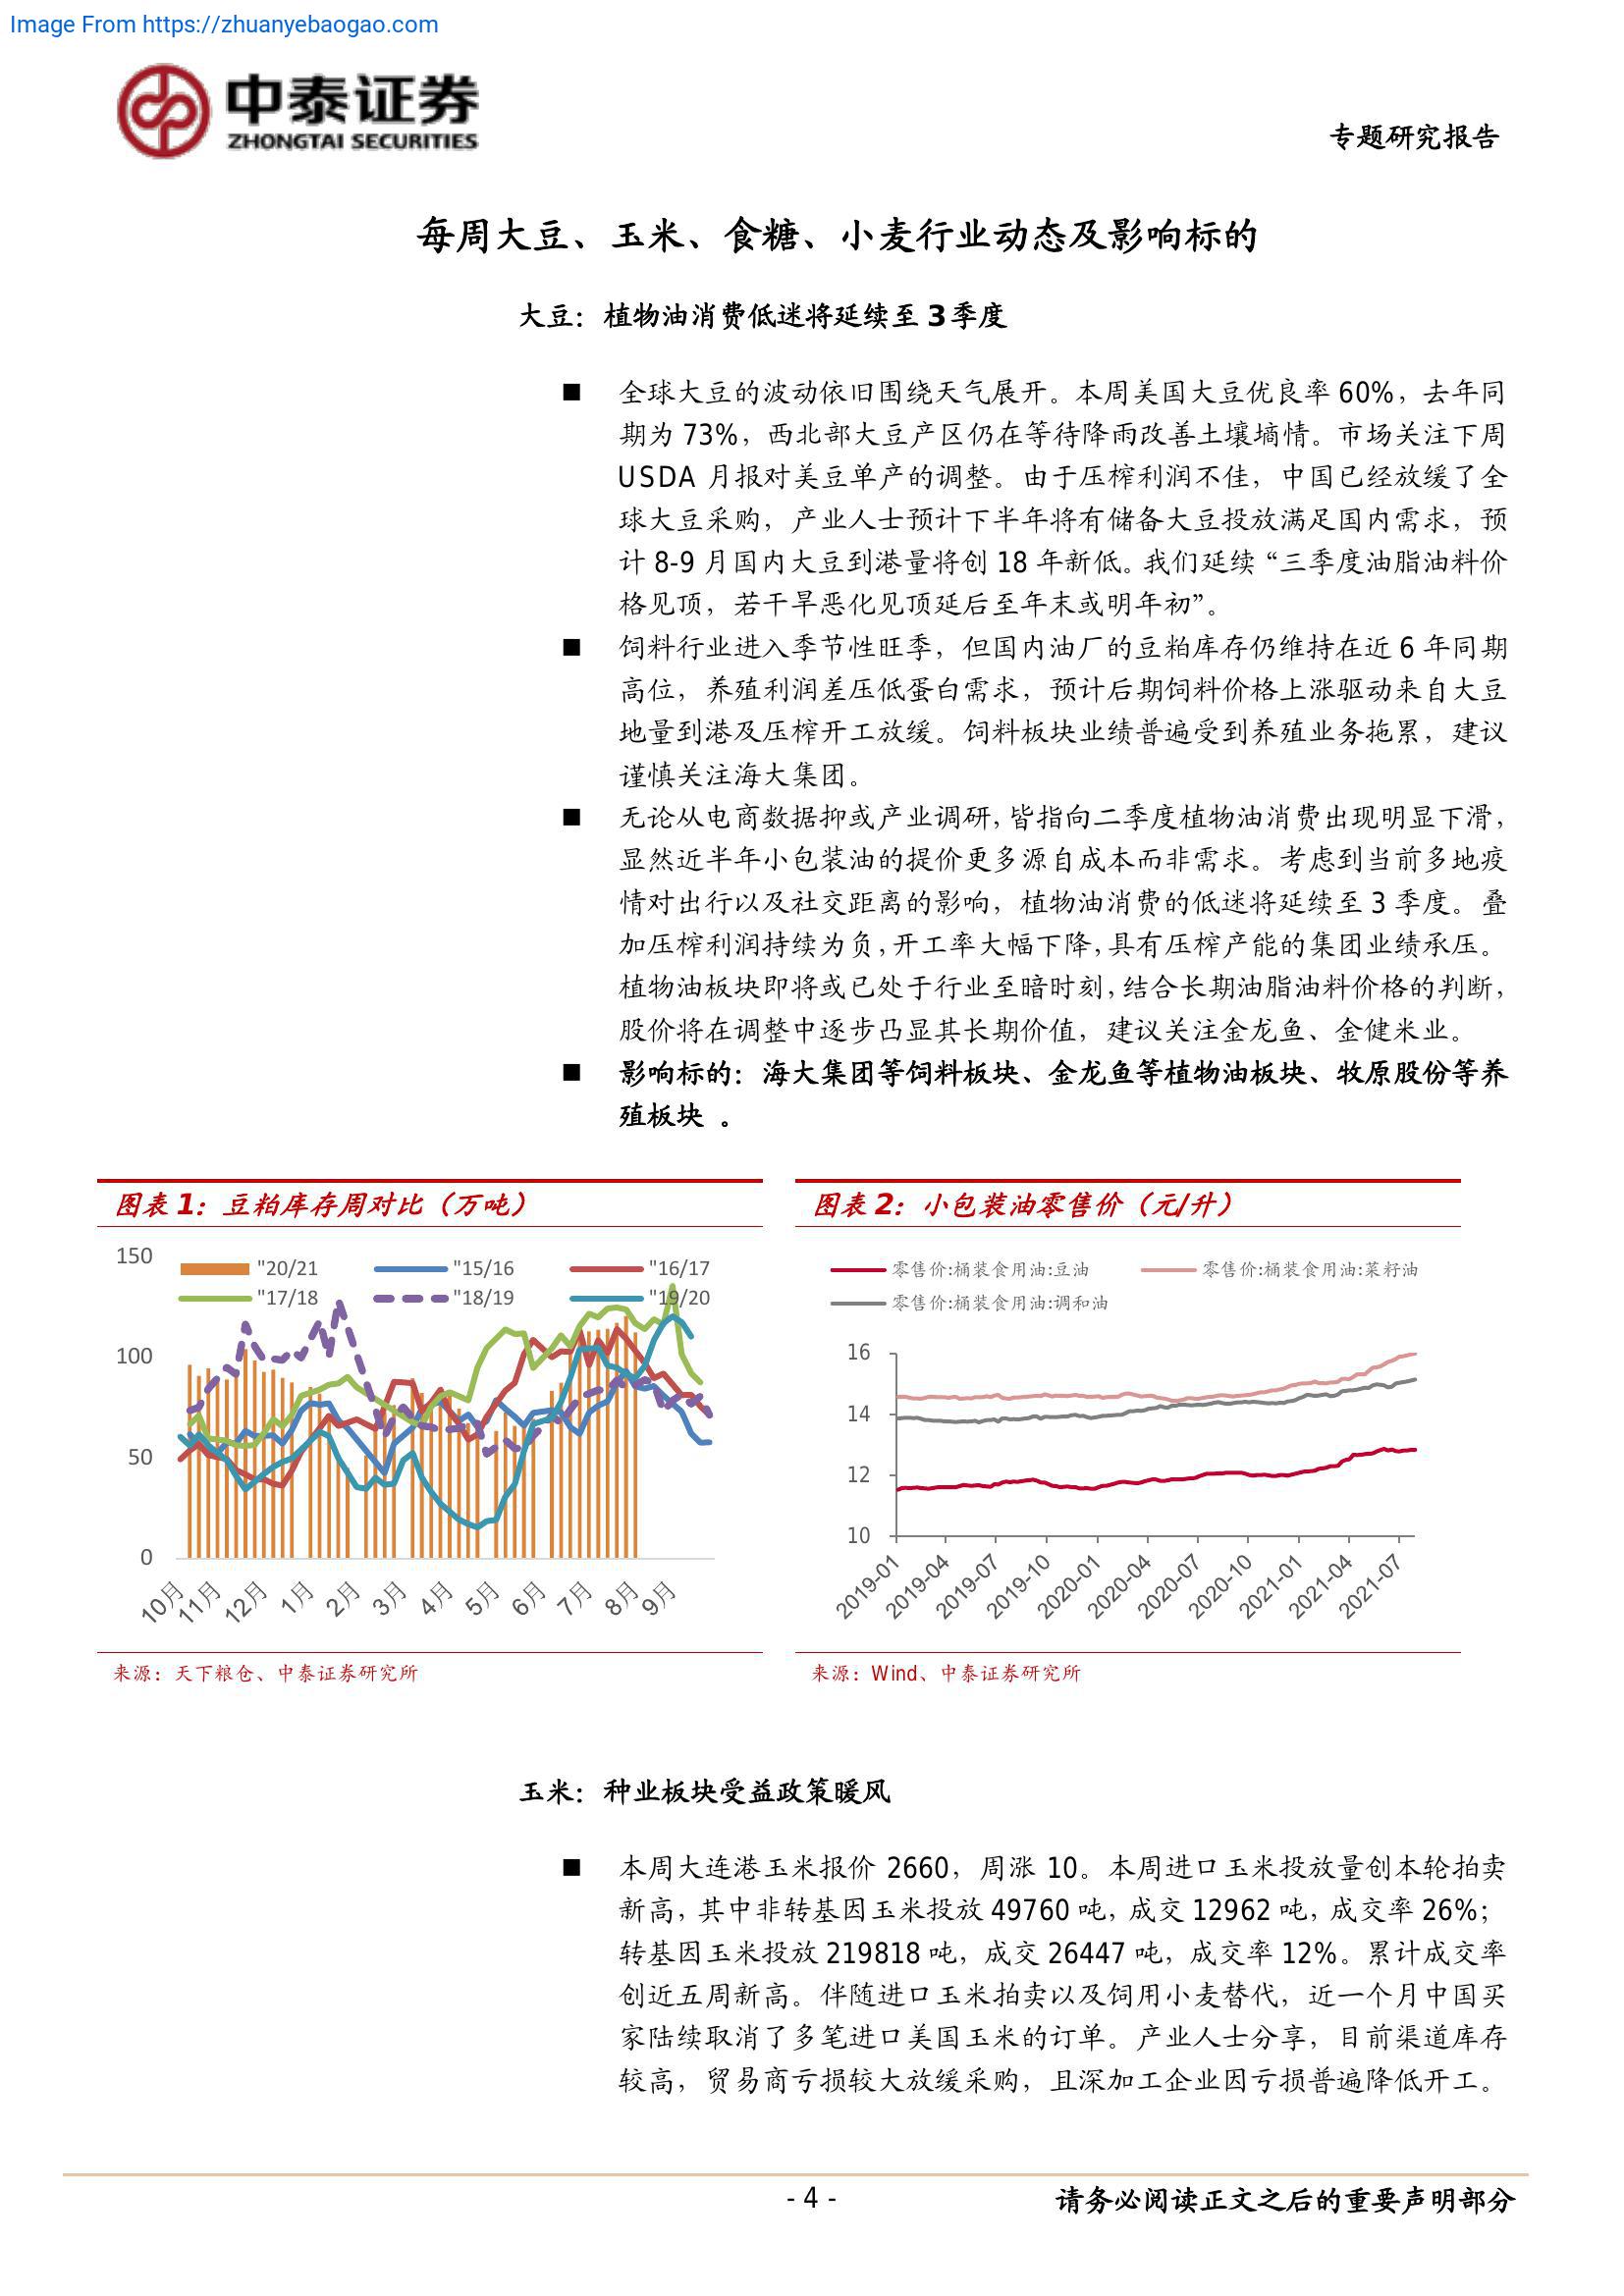 Image From https://zhuanyebaogao.com
中泰证券
ZHONGTAI SECURITIES
专题研究报告
每周大豆、玉米、食糖、小麦行业动态及影响标的
大豆：植物油消费低迷将延续至 3 季度
■ 全球大豆的波动依旧围绕天气展开。本周美国大豆优良率 60%，去年同
期为 73%，西北部大豆产区仍在等待降雨改善土壤墒情。市场关注下周
USDA 月报对美豆单产的调整。由于压榨利润不佳，中国已经放缓了全
球大豆采购，产业人士预计下半年将有储备大豆投放满足国内需求，预
计 8-9 月国内大豆到港量将创 18 年新低。我们延续“三季度油脂油料价
格见顶，若干旱恶化见顶延后至年末或明年初”。
■ 饲料行业进入季节性旺季，但国内油厂的豆粕库存仍维持在近 6 年同期
高位，养殖利润差压低蛋白需求，预计后期饲料价格上涨驱动来自大豆
地量到港及压榨开工放缓。饲料板块业绩普遍受到养殖业务拖累，建议
谨慎关注海大集团。
■ 无论从电商数据抑或产业调研，皆指向二季度植物油消费出现明显下滑，
显然近半年小包装油的提价更多源自成本而非需求。考虑到当前多地疫
情对出行以及社交距离的影响，植物油消费的低迷将延续至 3 季度。叠
加压榨利润持续为负，开工率大幅下降，具有压榨产能的集团业绩承压。
植物油板块即将或已处于行业至暗时刻，结合长期油脂油料价格的判断，
股价将在调整中逐步凸显其长期价值，建议关注金龙鱼、金健米业。
■ 影响标的：海大集团等饲料板块、金龙鱼等植物油板块、牧原股份等养
殖板块 。
图表 1：豆粕库存周对比（万吨）
"20/21 "15/16 "16/17
"17/18 "18/19 "19/20
150
100
50
0
10月 11月 12月 1月 2月 3月 4月 5月 6月 7月 8月 9月
来源：天下粮仓、中泰证券研究所
图表 2：小包装油零售价（元/升）
零售价:桶装食用油:豆油 零售价:桶装食用油:菜籽油
零售价:桶装食用油:调和油
16
14
12
10
2019-01 2019-04 2019-07 2019-10 2020-01 2020-04 2020-07 2020-10 2021-01 2021-04 2021-07
来源：Wind、中泰证券研究所
玉米：种业板块受益政策暖风
■ 本周大连港玉米报价 2660，周涨 10。本周进口玉米投放量创本轮拍卖
新高，其中非转基因玉米投放 49760 吨，成交 12962 吨，成交率 26%；
转基因玉米投放 219818 吨，成交 26447 吨，成交率 12%。累计成交率
创近五周新高。伴随进口玉米拍卖以及饲用小麦替代，近一个月中国买
家陆续取消了多笔进口美国玉米的订单。产业人士分享，目前渠道库存
较高，贸易商亏损较大放缓采购，且深加工企业因亏损普遍降低开工。
- 4 -
请务必阅读正文之后的重要声明部分